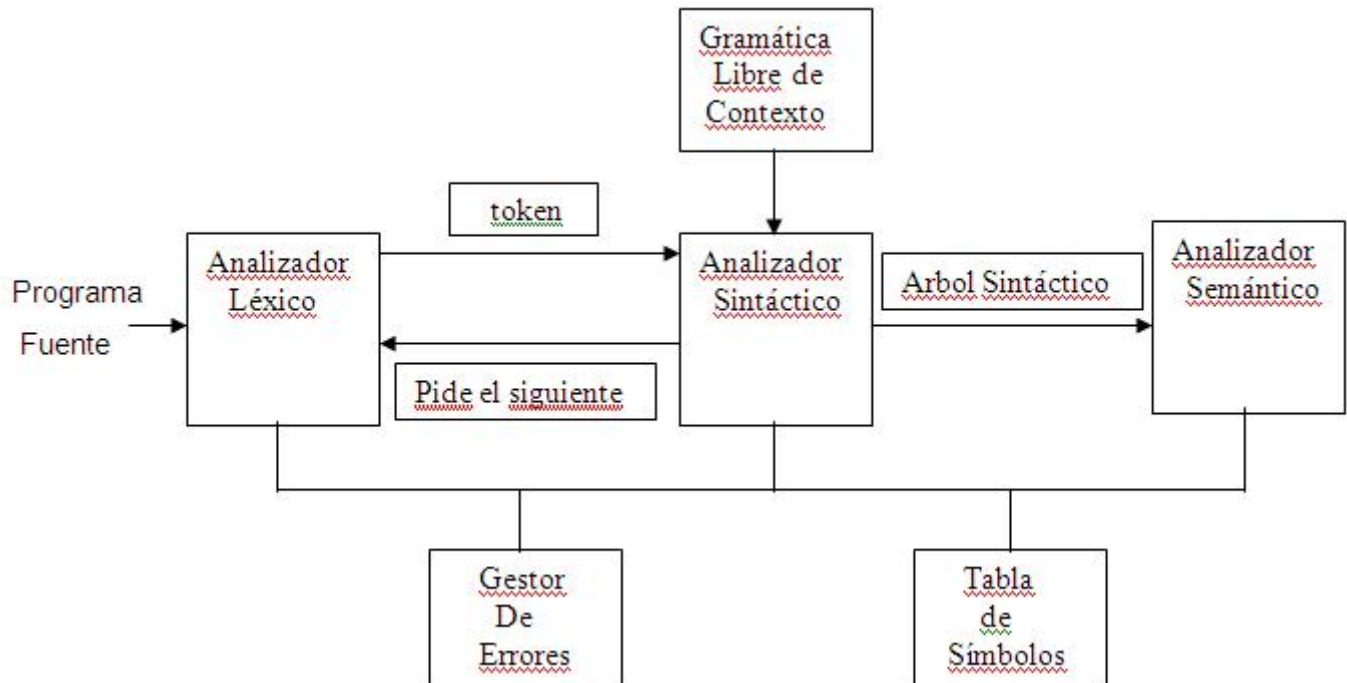 Gramática
Libre de
Contexto
token
Programa
Fuente
Analizador
Léxico
Pide el siguiente
Analizador
Sintáctico
Arbol Sintáctico
Analizador
Semántico
Gestor
De
Errores
Tabla
de
Símbolos